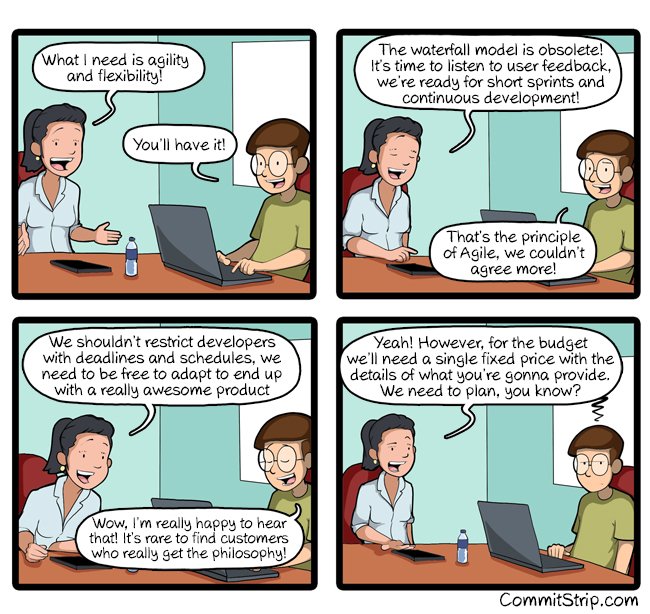 What I need is agility
and flexibility!
You'll have it!
The waterfall model is obsolete!
It's time to listen to user feedback,
we're ready for short sprints and
continuous development!
That's the principle
of Agile, we couldn't
agree more!
We shouldn't restrict developers
with deadlines and schedules, we
need to be free to adapt to end up
with a really awesome product
Wow, I'm really happy to hear
that! It's rare to find customers
who really get the philosophy!
Yeah! However, for the budget
we'll need a single fixed price with the
details of what you're gonna provide.
We need to plan, you know?
CommitStrip.com